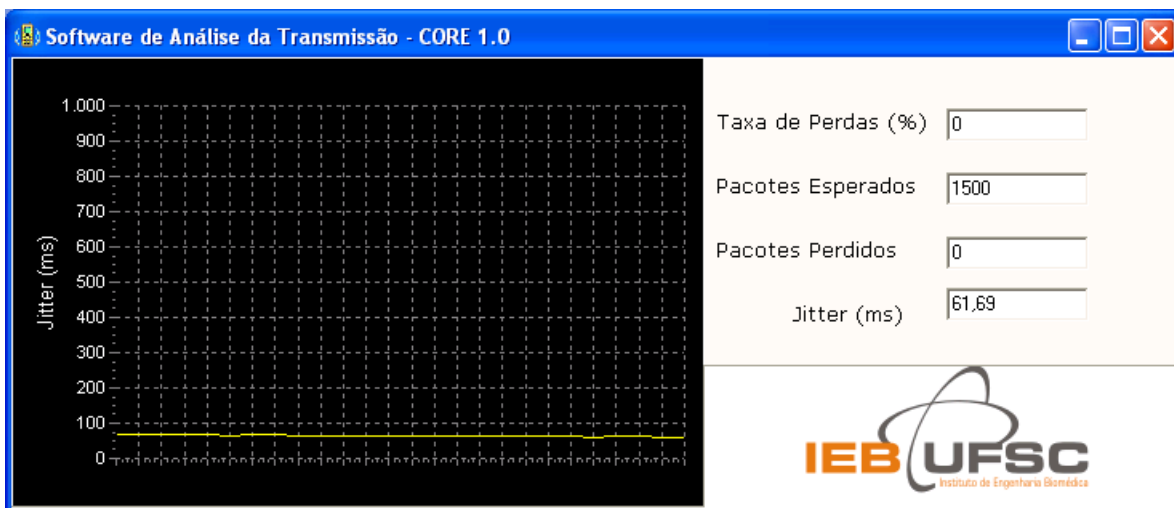 Software de Análise da Transmissão - CORE 1.0
1.000
900
800
700
600
500
400
300
200
100
0
Jitter (ms)
Taxa de Perdas (%) 0
Pacotes Esperados 1500
Pacotes Perdidos 0
Jitter (ms) 61,69
IEB UFSC
Instituto de Engenharia Biomédica